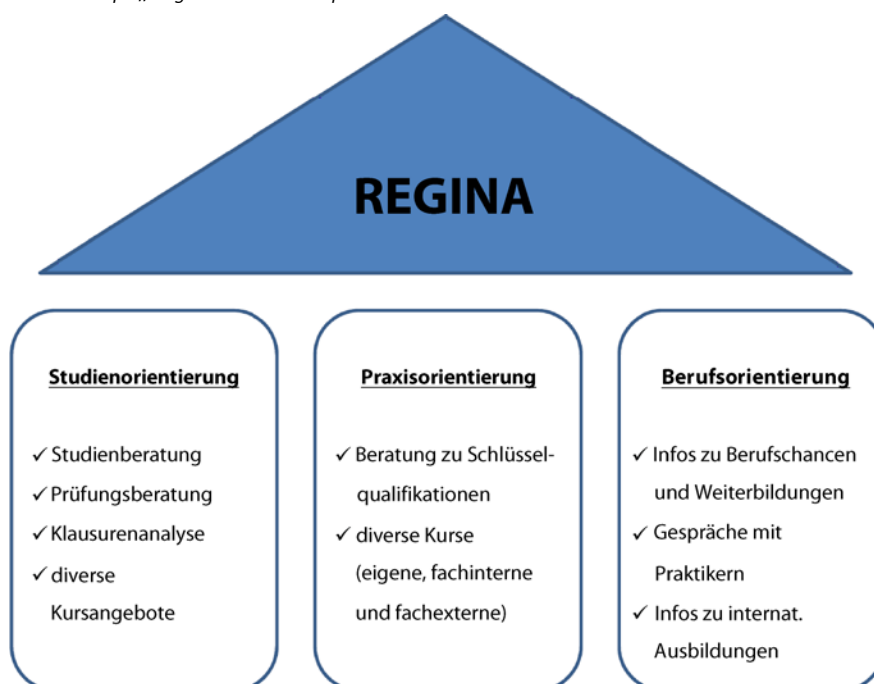 REGINA
Studienorientierung
✓ Studienberatung
✓ Prüfungsberatung
✓ Klausurenanalyse
✓ diverse
Kursangebote
Praxisorientierung
✓ Beratung zu Schlüssel-
qualifikationen
✓ diverse Kurse
(eigene, fachinterne
und fachexterne)
Berufsorientierung
✓ Infos zu Berufschancen
und Weiterbildungen
✓ Gespräche mit
Praktikern
✓ Infos zu internat.
Ausbildungen